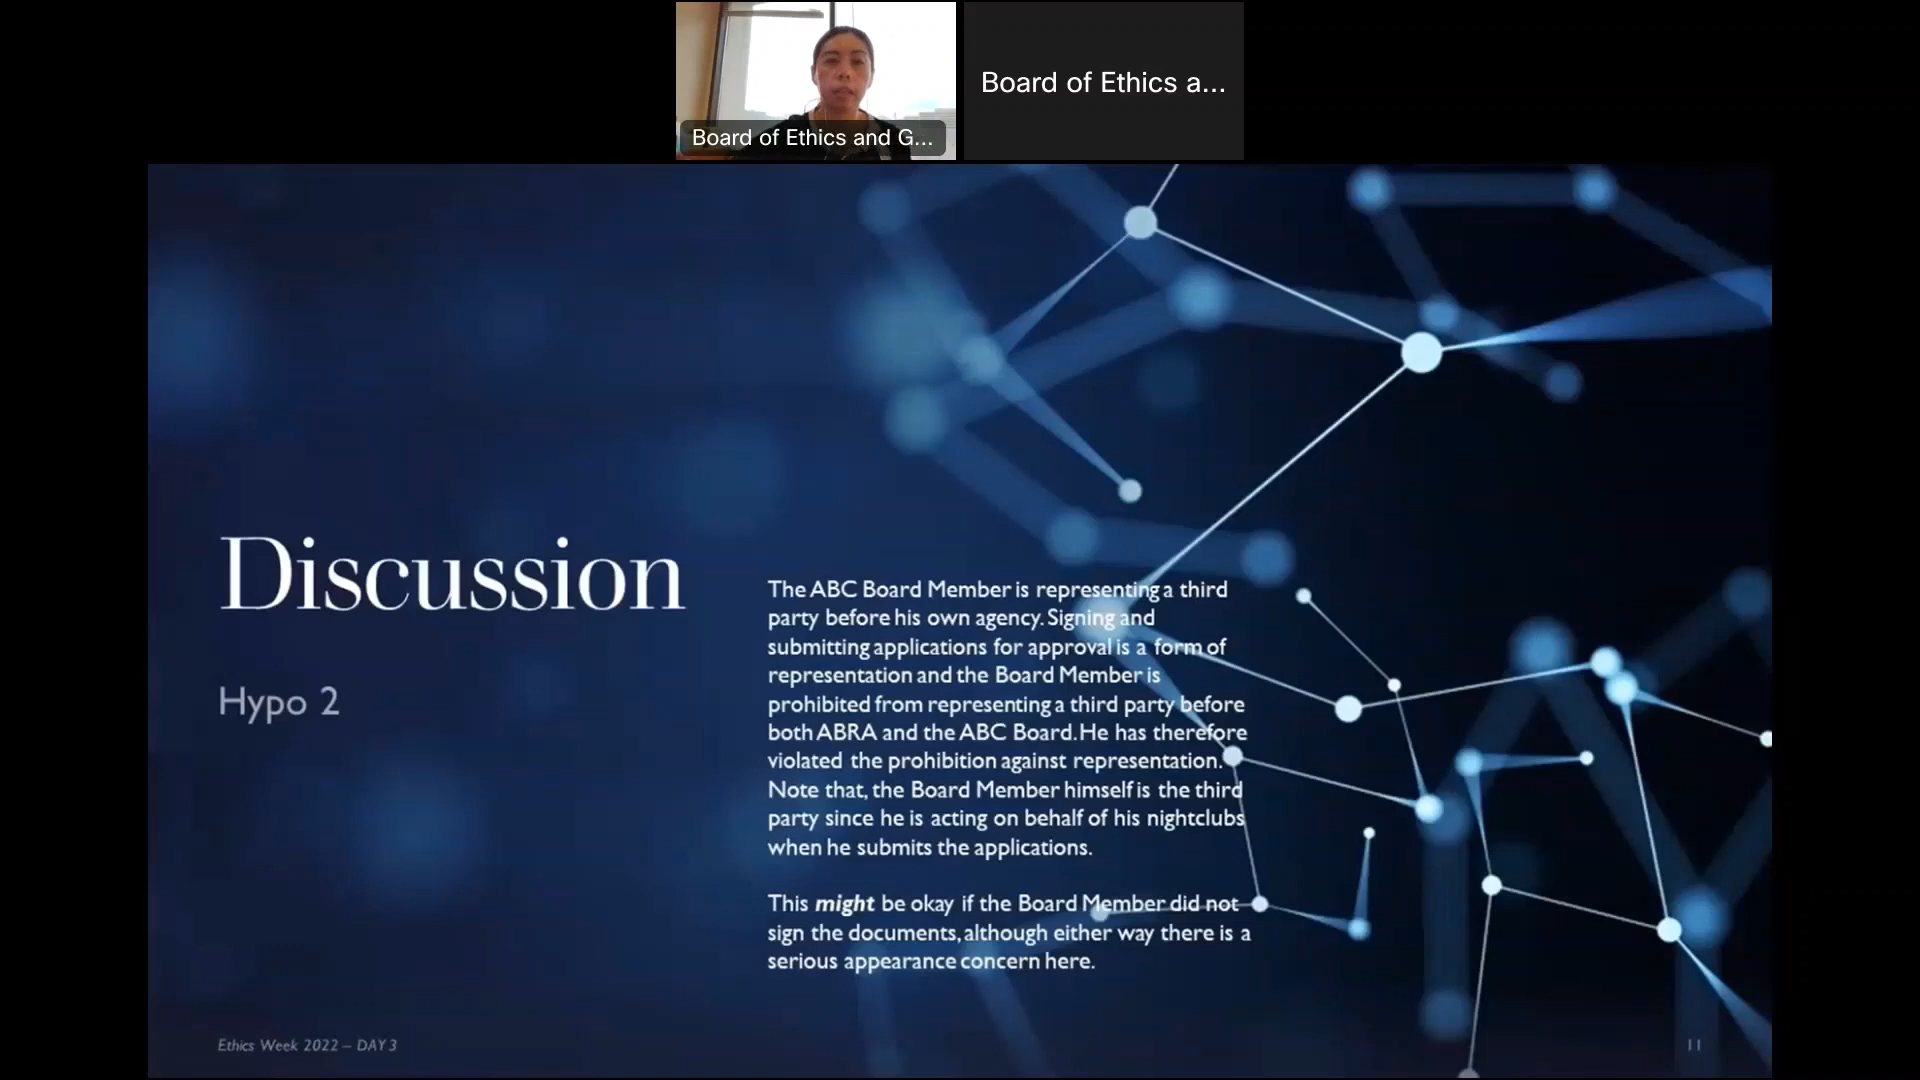 Board of Ethics and G...
Board of Ethics a...
Discussion
Hypo 2
The ABC Board Member is representing a third
party before his own agency. Signing and
submitting applications for approval is a form of
representation and the Board Member is
prohibited from representing a third party before
both ABRA and the ABC Board. He has therefore
violated the prohibition against representation.
Note that, the Board Member himself is the third
party since he is acting on behalf of his nightclubs
when he submits the applications.
This might be okay if the Board Member did not
sign the documents, although either way there is a
serious appearance concern here.
Ethics Week 2022 – DAY 3
11